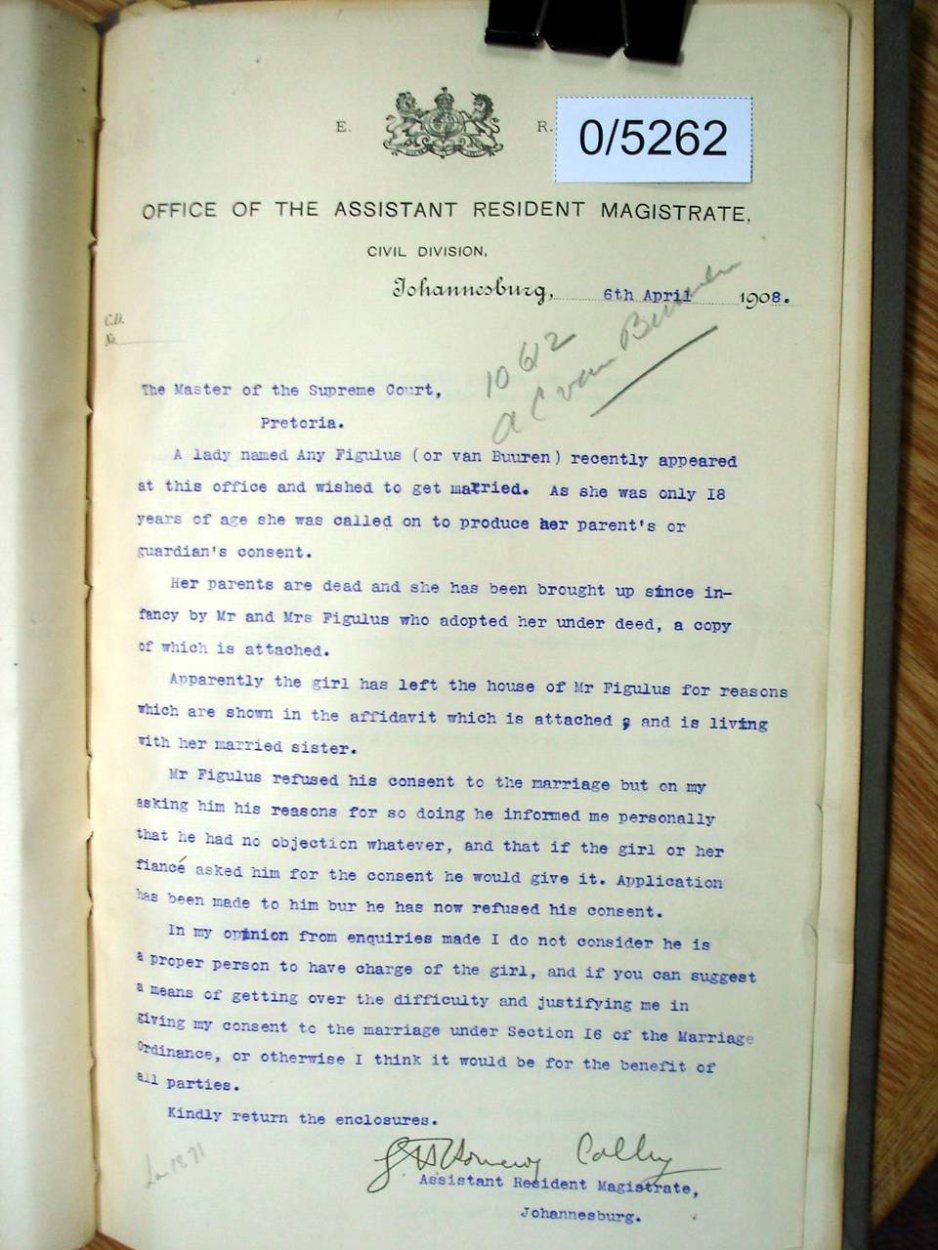 E. R.
0/5262
OFFICE OF THE ASSISTANT RESIDENT MAGISTRATE,
CIVIL DIVISION,
Johannesburg, 6th April 1908.
C.D.
No.
10612
A C van Buuren
The Master of the Supreme Court,
Pretoria.
A lady named Any Figulus (or van Buuren) recently appeared
at this office and wished to get married. As she was only I8
years of age she was called on to produce her parent's or
guardian's consent.
Her parents are dead and she has been brought up since in-
fancy by Mr and Mrs Figulus who adopted her under deed, a copy
of which is attached.
Apparently the girl has left the house of Mr Figulus for reasons
which are shown in the affidavit which is attached , and is living
with her married sister.
Mr Figulus refused his consent to the marriage but on my
asking him his reasons for so doing he informed me personally
that he had no objection whatever, and that if the girl or her
fiancé asked him for the consent he would give it. Application
has been made to him bur he has now refused his consent.
In my opinion from enquiries made I do not consider he is
a proper person to have charge of the girl, and if you can suggest
a means of getting over the difficulty and justifying me in
giving my consent to the marriage under Section I6 of the Marriage
Ordinance, or otherwise I think it would be for the benefit of
all parties.
Kindly return the enclosures.
Colley
Assistant Resident Magistrate,
Johannesburg.